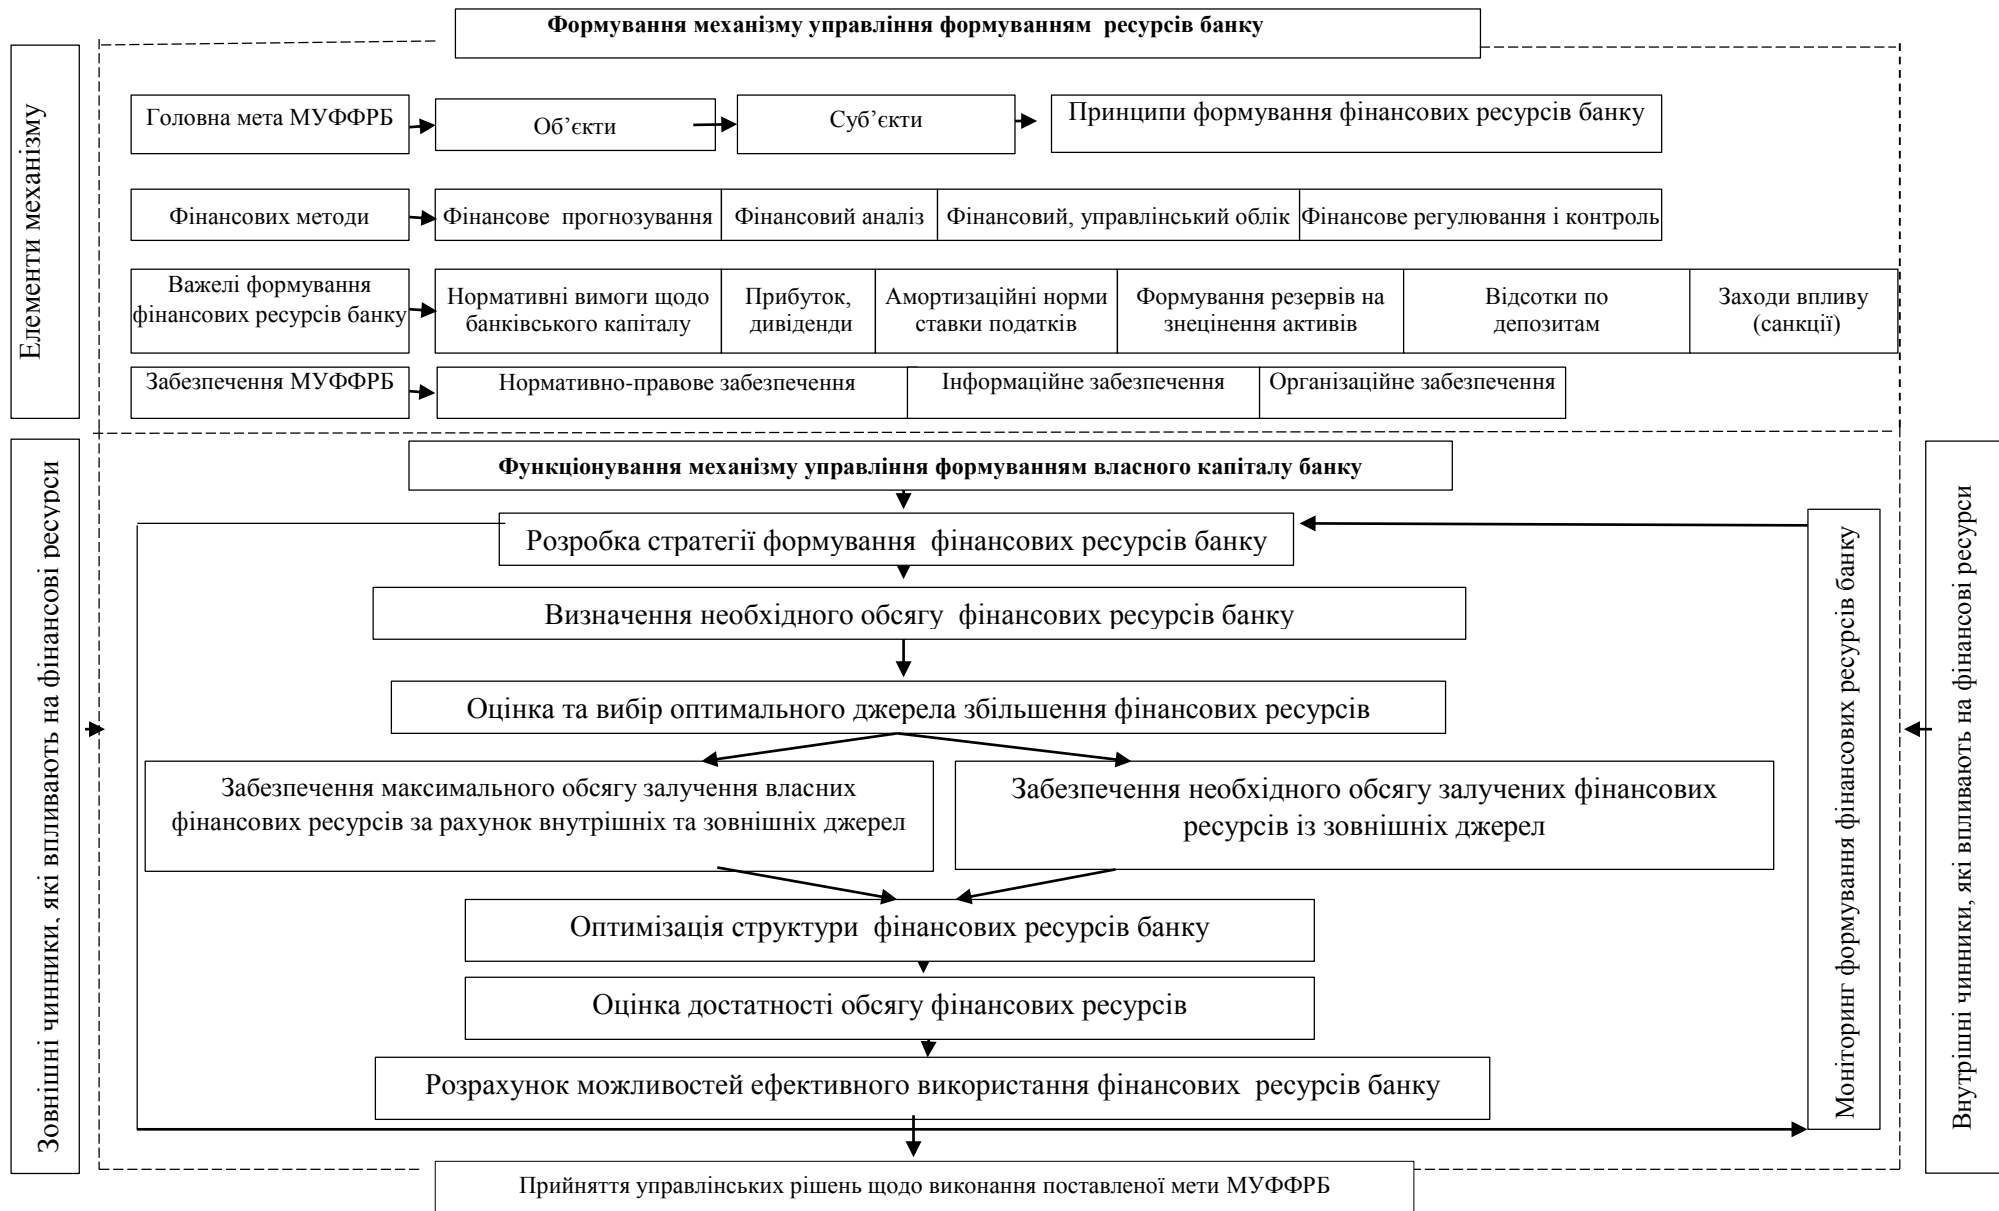 Формування механізму управління формуванням ресурсів банку
Елементи механізму
Головна мета МУФФРБ
Об’єкти
Суб’єкти
Принципи формування фінансових ресурсів банку
Фінансових методи
Фінансове прогнозування
Фінансовий аналіз
Фінансовий, управлінський облік
Фінансове регулювання і контроль
Важелі формування
фінансових ресурсів банку
Нормативні вимоги щодо
банківського капіталу
Прибуток,
дивіденди
Амортизаційні норми
ставки податків
Формування резервів на
знецінення активів
Відсотки по
депозитам
Заходи впливу
(санкції)
Забезпечення МУФФРБ
Нормативно-правове забезпечення
Інформаційне забезпечення
Організаційне забезпечення
Зовнішні чинники, які впливають на фінансові ресурси
Функціонування механізму управління формуванням власного капіталу банку
Розробка стратегії формування фінансових ресурсів банку
Визначення необхідного обсягу фінансових ресурсів банку
Оцінка та вибір оптимального джерела збільшення фінансових ресурсів
Забезпечення максимального обсягу залучення власних
фінансових ресурсів за рахунок внутрішніх та зовнішніх джерел
Забезпечення необхідного обсягу залучених фінансових
ресурсів із зовнішніх джерел
Оптимізація структури фінансових ресурсів банку
Оцінка достатності обсягу фінансових ресурсів
Розрахунок можливостей ефективного використання фінансових ресурсів банку
Моніторинг формування фінансових ресурсів банку
Внутрішні чинники, які впливають на фінансові ресурси
Прийняття управлінських рішень щодо виконання поставленої мети МУФФРБ